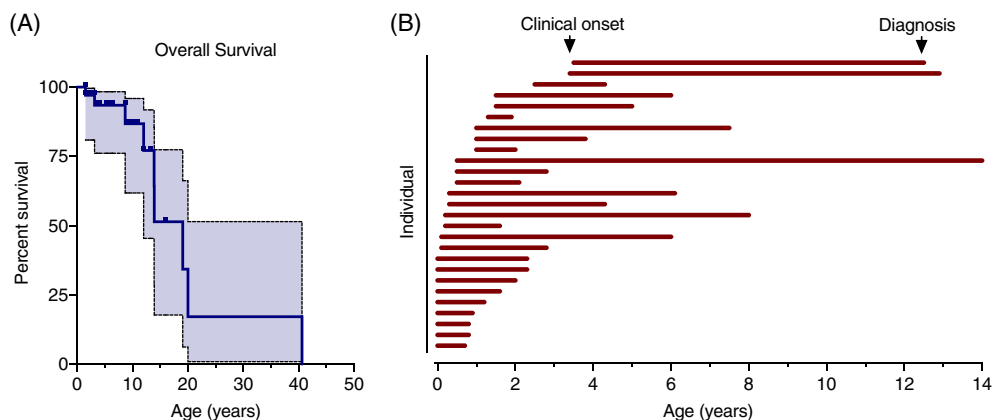 (A)
Overall Survival
100
75
50
25
0
Percent survival
0 10 20 30 40 50
Age (years)
(B)
Clinical onset
Diagnosis
Individual
0 2 4 6 8 10 12 14
Age (years)